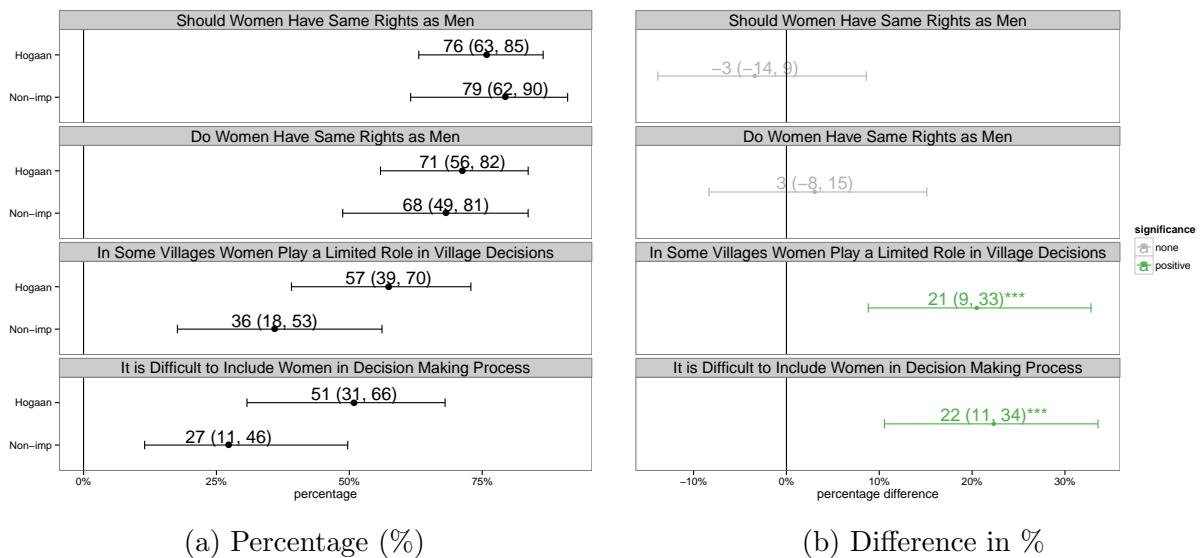 Should Women Have Same Rights as Men
Hogaan
76 (63, 85)
Non−imp
79 (62, 90)
Do Women Have Same Rights as Men
Hogaan
71 (56, 82)
Non−imp
68 (49, 81)
In Some Villages Women Play a Limited Role in Village Decisions
Hogaan
57 (39, 70)
Non−imp
36 (18, 53)
It is Difficult to Include Women in Decision Making Process
Hogaan
51 (31, 66)
Non−imp
27 (11, 46)
0% 25% 50% 75%
percentage
(a) Percentage (%)
Should Women Have Same Rights as Men
−3 (−14, 9)
Do Women Have Same Rights as Men
3 (−8, 15)
In Some Villages Women Play a Limited Role in Village Decisions
21 (9, 33)***
It is Difficult to Include Women in Decision Making Process
22 (11, 34)***
−10% 0% 10% 20% 30%
percentage difference
(b) Difference in %
significance
a none
a positive